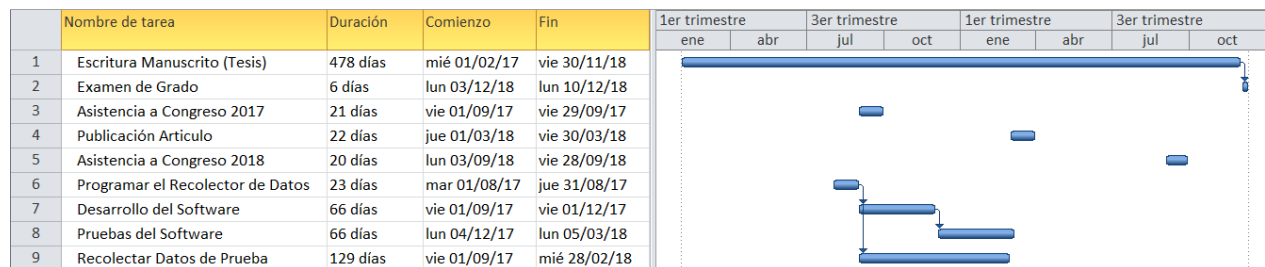 Nombre de tarea Duración Comienzo Fin 1er trimestre 3er trimestre 1er trimestre 3er trimestre
ene abr jul oct ene abr jul oct
1 Escritura Manuscrito (Tesis) 478 días mié 01/02/17 vie 30/11/18
2 Examen de Grado 6 días lun 03/12/18 lun 10/12/18
3 Asistencia a Congreso 2017 21 días vie 01/09/17 vie 29/09/17
4 Publicación Articulo 22 días jue 01/03/18 vie 30/03/18
5 Asistencia a Congreso 2018 20 días lun 03/09/18 vie 28/09/18
6 Programar el Recolector de Datos 23 días mar 01/08/17 jue 31/08/17
7 Desarrollo del Software 66 días vie 01/09/17 vie 01/12/17
8 Pruebas del Software 66 días lun 04/12/17 lun 05/03/18
9 Recolectar Datos de Prueba 129 días vie 01/09/17 mié 28/02/18